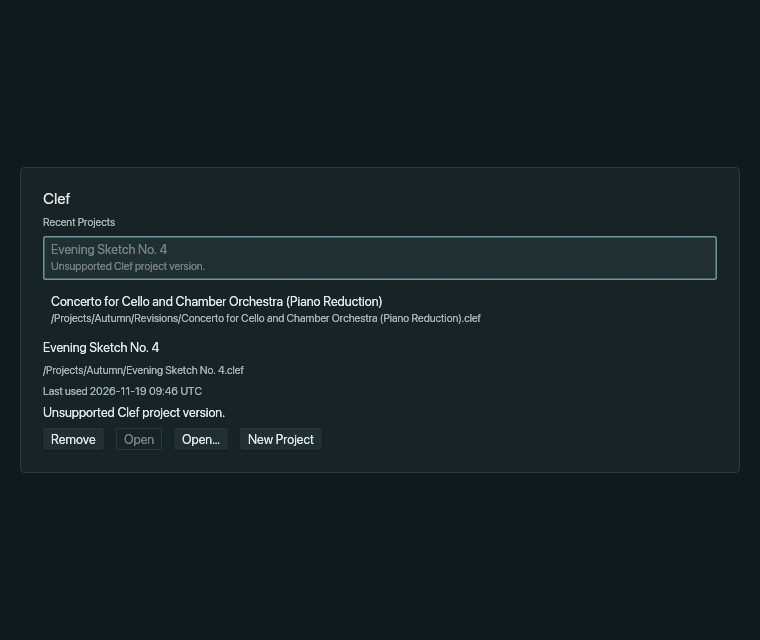 Clef
Recent Projects
Evening Sketch No. 4
Unsupported Clef project version.
Concerto for Cello and Chamber Orchestra (Piano Reduction)
/Projects/Autumn/Revisions/Concerto for Cello and Chamber Orchestra (Piano Reduction).clef
Evening Sketch No. 4
/Projects/Autumn/Evening Sketch No. 4.clef
Last used 2026-11-19 09:46 UTC
Unsupported Clef project version.
Remove Open Open... New Project